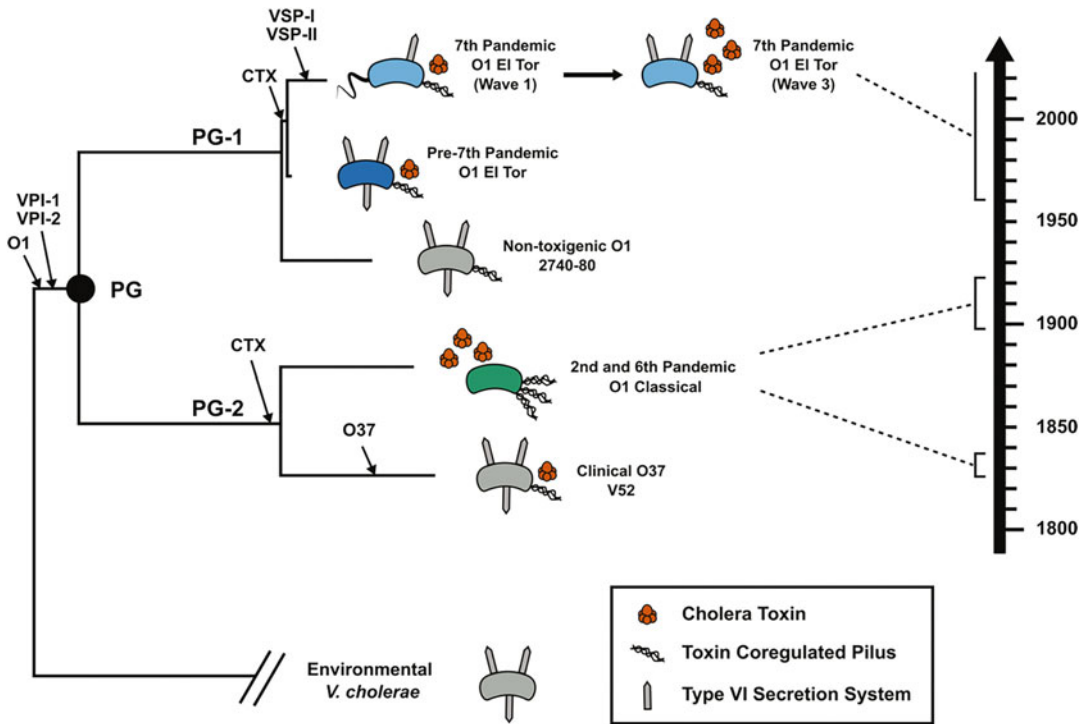 VSP-I
VSP-II
CTX
7th Pandemic
O1 El Tor
(Wave 1)
7th Pandemic
O1 El Tor
(Wave 3)
PG-1
Pre-7th Pandemic
O1 El Tor
VPI-1
VPI-2
O1
Non-toxigenic O1
2740-80
PG
CTX
2nd and 6th Pandemic
O1 Classical
PG-2
O37
Clinical O37
V52
Environmental
V. cholerae
Cholera Toxin
Toxin Coregulated Pilus
Type VI Secretion System
2000
1950
1900
1850
1800